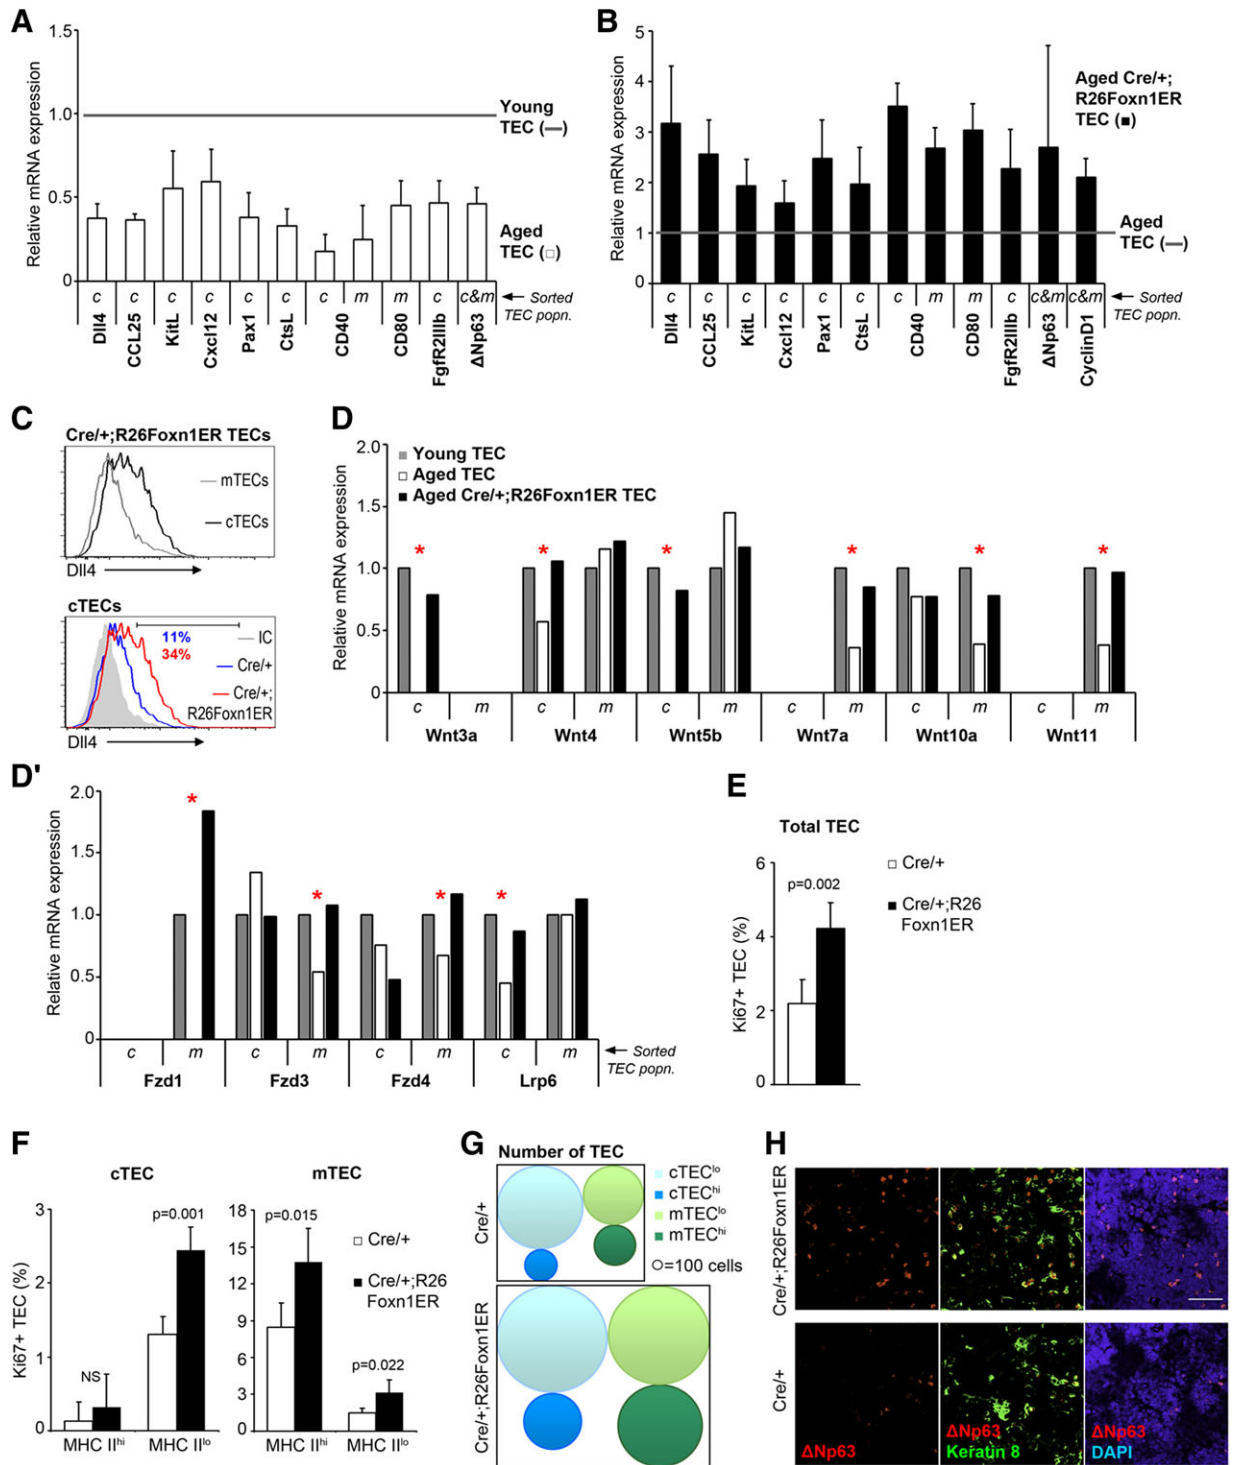 A
Relative mRNA expression
1.5
1.0
0.5
0
Young
TEC (—)
Aged
TEC (□)
c c c c c c c m m c c&m ← Sorted
TEC popn.
Dll4 CCL25 KitL Cxcl12 Pax1 CtsL CD40 CD80 FgfR2IIIb ΔNp63
B
Relative mRNA expression
5
4
3
2
1
0
Aged Cre/+;
R26Foxn1ER
TEC (■)
Aged
TEC (—)
c c c c c c c m m c c&m c&m ← Sorted
TEC popn.
Dll4 CCL25 KitL Cxcl12 Pax1 CtsL CD40 CD80 FgfR2IIIb ΔNp63 CyclinD1
C
Cre/+;R26Foxn1ER TECs
mTECs
cTECs
Dll4
cTECs
11%
34%
IC
Cre/+
Cre/+;
R26Foxn1ER
Dll4
D
Relative mRNA expression
2.0
1.5
1.0
0.5
0
Young TEC
Aged TEC
Aged Cre/+;R26Foxn1ER TEC
* * * * * *
c m c m c m c m c m c m
Wnt3a Wnt4 Wnt5b Wnt7a Wnt10a Wnt11
D'
Relative mRNA expression
2.0
1.5
1.0
0.5
0
* * * *
c m c m c m c m ← Sorted
TEC popn.
Fzd1 Fzd3 Fzd4 Lrp6
E
Total TEC
Ki67+ TEC (%)
6
4
2
0
p=0.002
Cre/+
Cre/+;R26
Foxn1ER
F
cTEC
Ki67+ TEC (%)
3
2
1
0
p=0.001
NS
MHC IIhi MHC IIlo
mTEC
18
15
12
9
6
3
0
p=0.015
p=0.022
Cre/+
Cre/+;R26
Foxn1ER
MHC IIhi MHC IIlo
G
Number of TEC
Cre/+
cTEClo
cTEChi
mTEClo
mTEChi
O=100 cells
Cre/+;R26Foxn1ER
H
Cre/+;R26Foxn1ER
Cre/+
ΔNp63
ΔNp63
Keratin 8
ΔNp63
DAPI